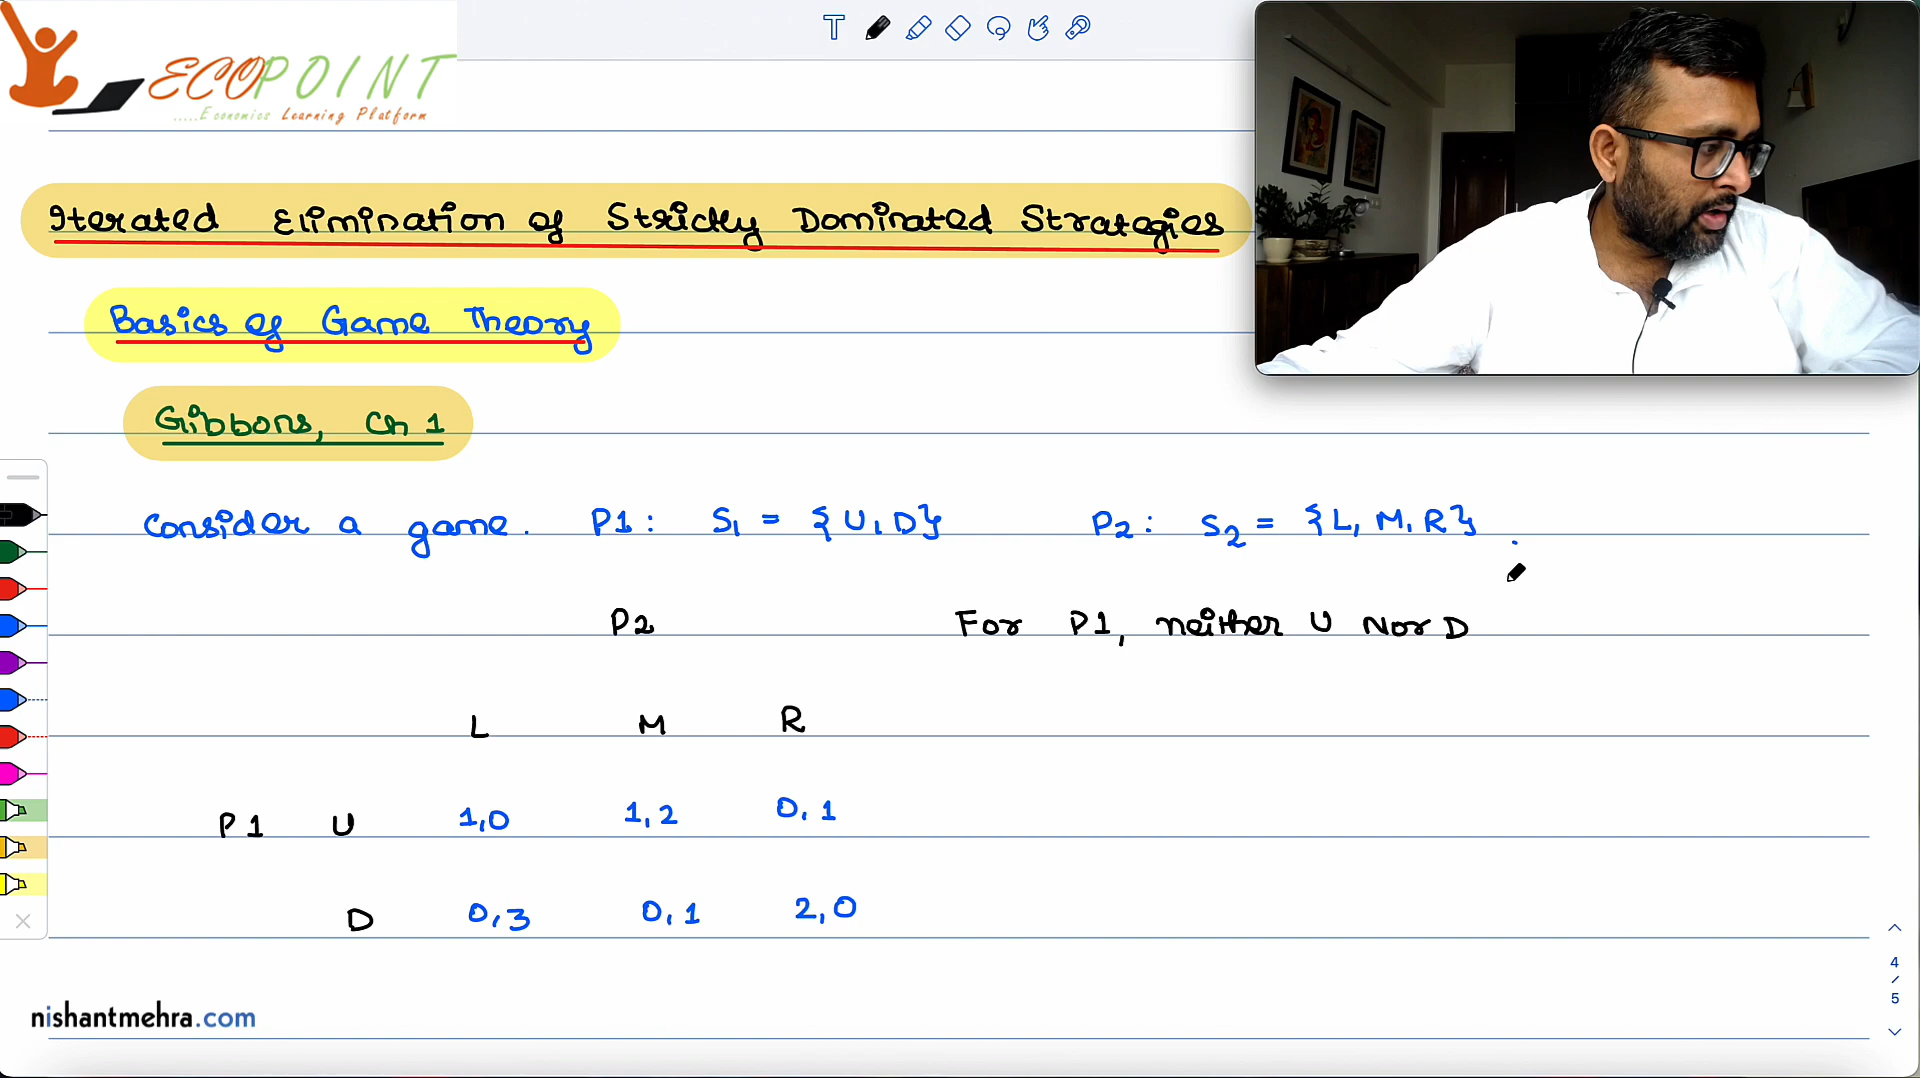 ECOPOINT
.....Economics Learning Platform
Iterated Elimination of Strictly Dominated Strategies
Basics of Game Theory
Gibbons, Ch 1
Consider a game. P1: S1 = {U, D} P2: S2 = {L, M, R}.
P2 For P1, neither U Nor D
L M R
P1 U 1,0 1,2 0,1
D 0,3 0,1 2,0
nishantmehra.com
4
/
5